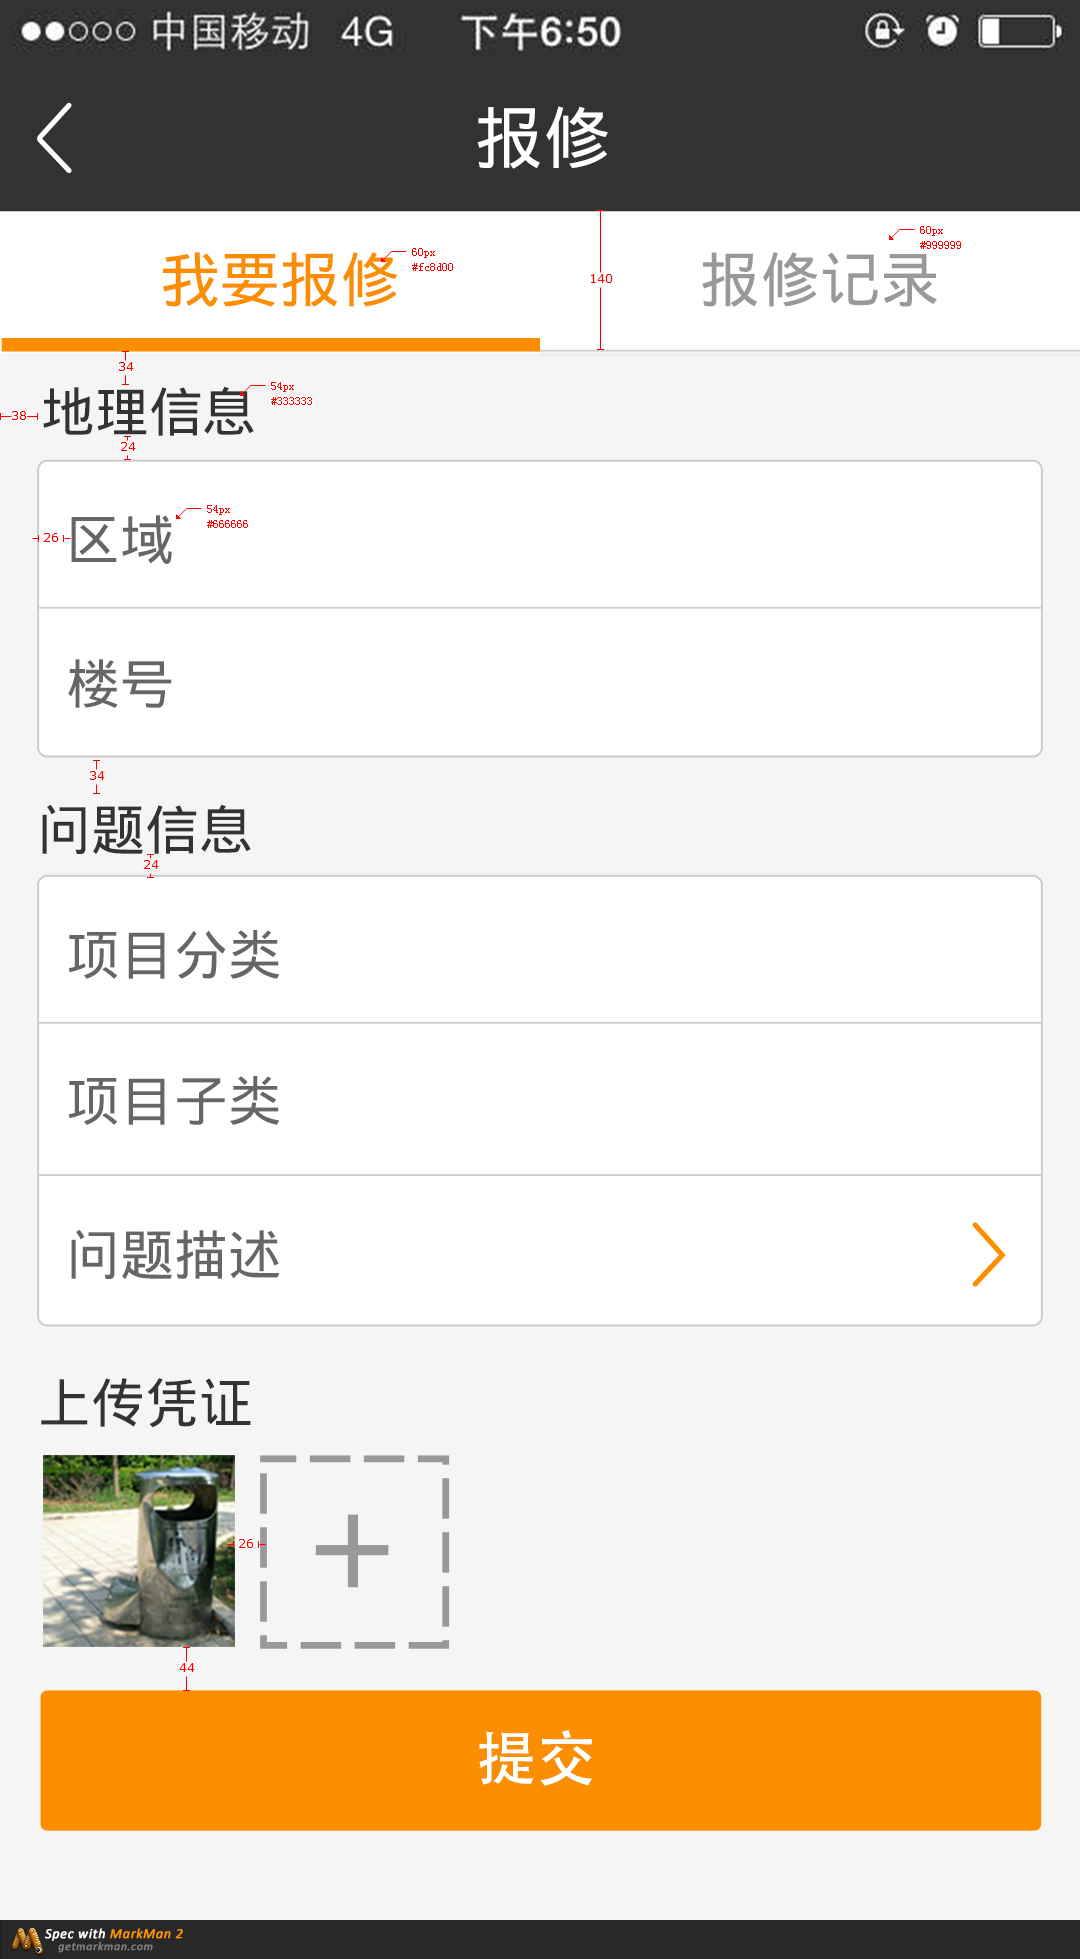 中国移动 4G 下午6:50
报修
我要报修 60px #fc8d00
报修记录 60px #999999
140
34
38 地理信息 54px #333333
24
26 区域 54px #666666
楼号
34
问题信息
24
项目分类
项目子类
问题描述
上传凭证
26
44
提交
Spec with MarkMan 2
getmarkman.com